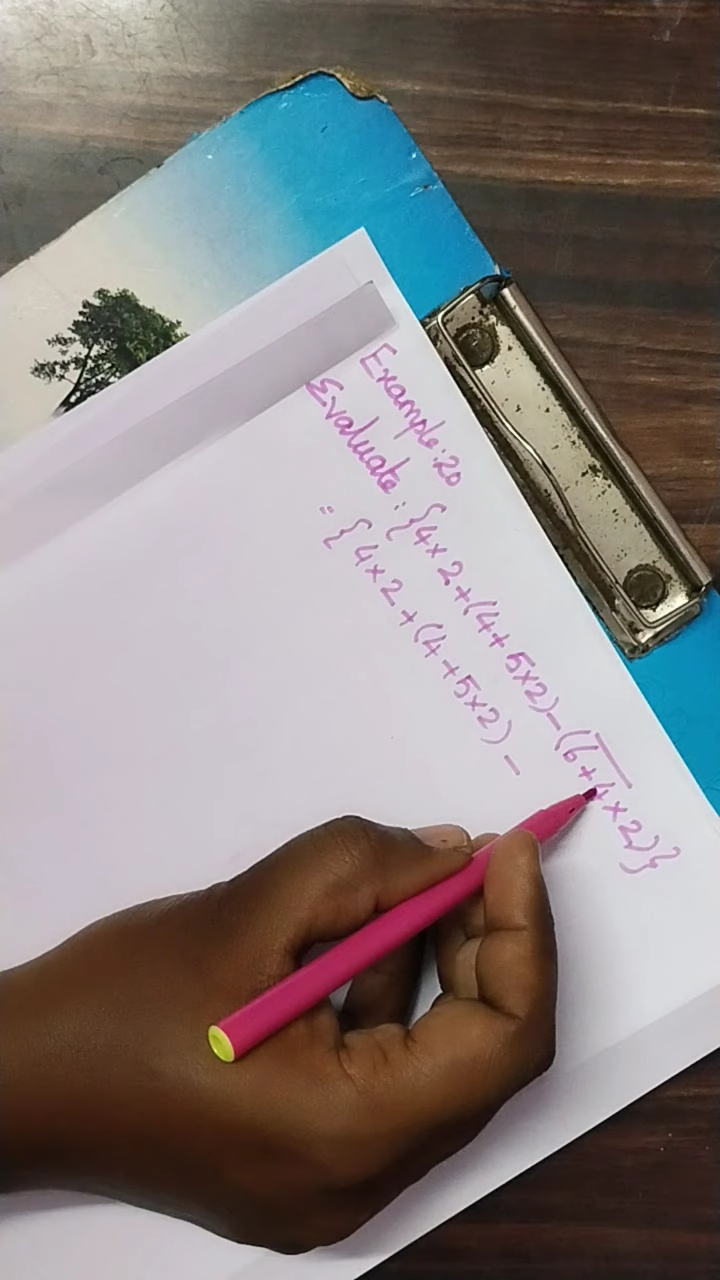 Example:20
Evaluate : {4×2+(4+5×2)-(6̅+̅4̅×2)}
= {4×2+(4+5×2)-